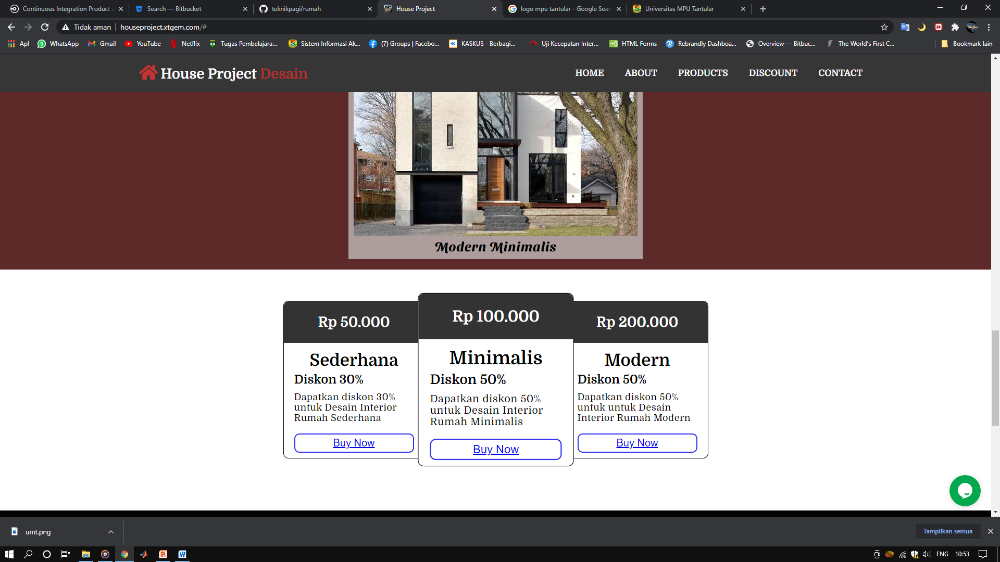 Continuous Integration Product a
Search — Bitbucket
teknikpagi/rumah
House Project
logo mpu tantular - Google Sear
Universitas MPU Tantular
Tidak aman
houseproject.xtgem.com/#
Apl
WhatsApp
Gmail
YouTube
Netflix
Tugas Pembelajara...
Sistem Informasi Ak...
(7) Groups | Facebo...
KASKUS - Berbagi...
Uji Kecepatan Inter...
HTML Forms
Rebrandly Dashboa...
Overview — Bitbuc...
The World's First C...
Bookmark lain
House Project Desain
HOME
ABOUT
PRODUCTS
DISCOUNT
CONTACT
Modern Minimalis
Rp 50.000
Sederhana
Diskon 30%
Dapatkan diskon 30%
untuk Desain Interior
Rumah Sederhana
Buy Now
Rp 100.000
Minimalis
Diskon 50%
Dapatkan diskon 50%
untuk Desain Interior
Rumah Minimalis
Buy Now
Rp 200.000
Modern
Diskon 50%
Dapatkan diskon 50%
untuk untuk Desain
Interior Rumah Modern
Buy Now
umt.png
Tampilkan semua
ENG
10:53